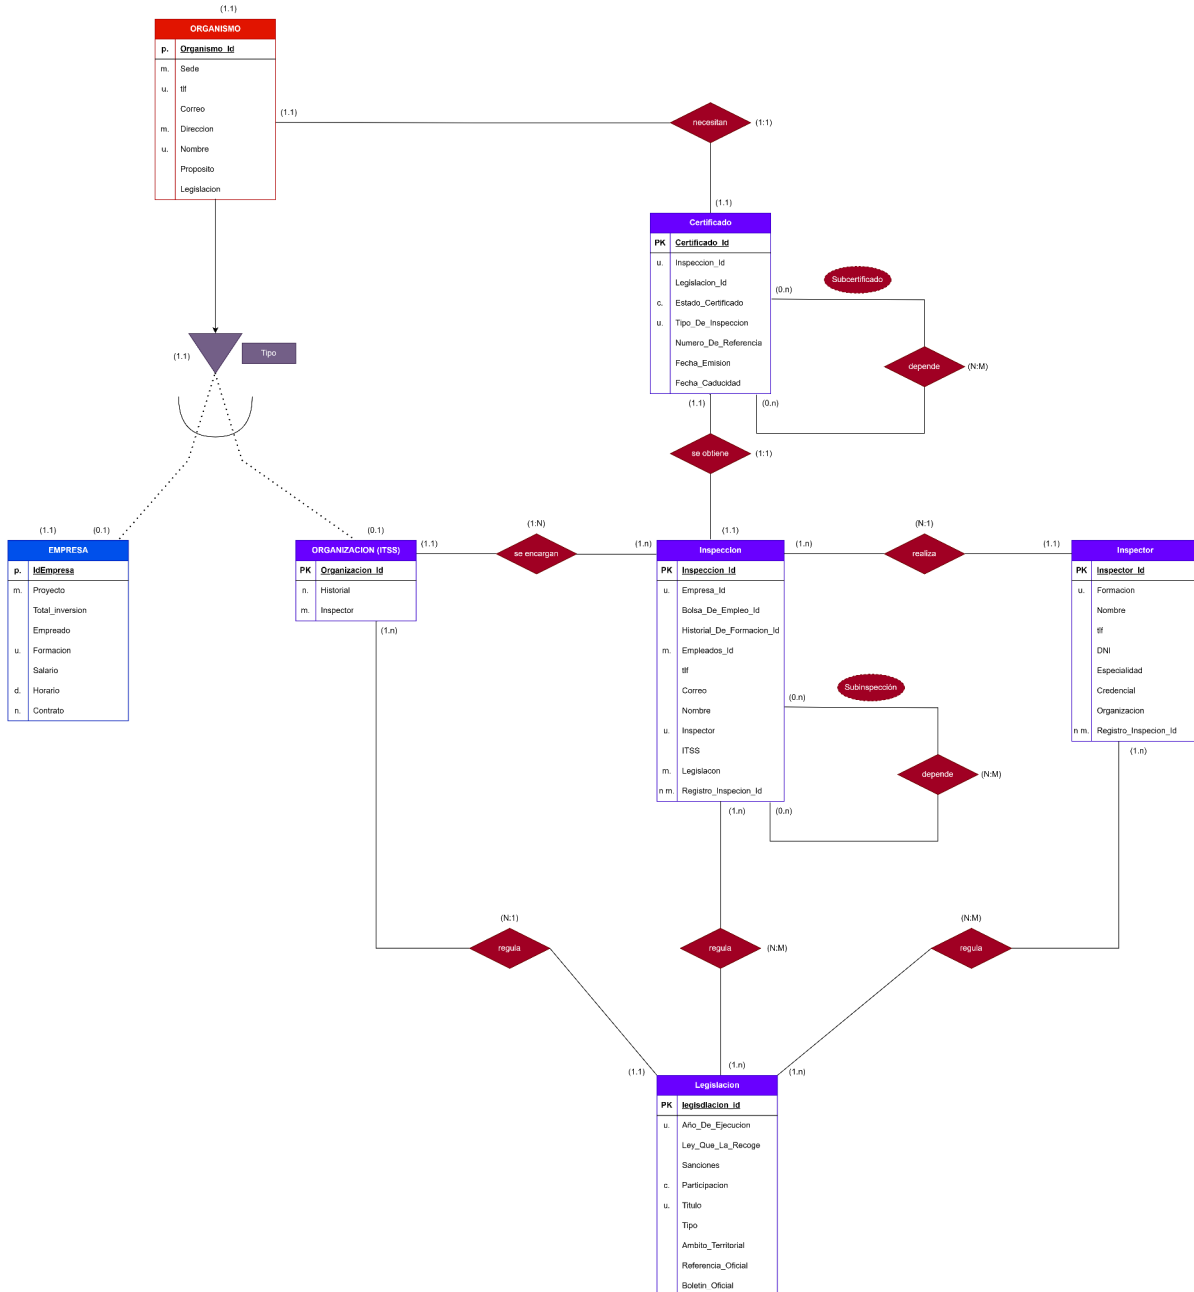 (1.1)
ORGANISMO
p. Organismo_Id
m. Sede
u. tlf
Correo
m. Direccion
u. Nombre
Proposito
Legislacion
(1.1)
necesitan
(1:1)
(1.1)
Certificado
PK Certificado_Id
u. Inspeccion_Id
Legislacion_Id
c. Estado_Certificado
u. Tipo_De_Inspeccion
Numero_De_Referencia
Fecha_Emision
Fecha_Caducidad
Subcertificado
(0.n)
depende
(N:M)
(0.n)
(1.1)
Tipo
(1.1)
se obtiene
(1:1)
(1.1)
(1.1)
(0.1)
EMPRESA
p. IdEmpresa
m. Proyecto
Total_inversion
Empreado
u. Formacion
Salario
d. Horario
n. Contrato
(0.1)
ORGANIZACION (ITSS)
PK Organizacion_Id
n. Historial
m. Inspector
(1.1)
(1:N)
se encargan
(1.n)
(1.n)
Inspeccion
PK Inspeccion_Id
u. Empresa_Id
Bolsa_De_Empleo_Id
Historial_De_Formacion_Id
m. Empleados_Id
tlf
Correo
Nombre
u. Inspector
ITSS
m. Legislacon
n m. Registro_Inspecion_Id
(1.n)
(N:1)
realiza
(1.1)
Inspector
PK Inspector_Id
u. Formacion
Nombre
tlf
DNI
Especialidad
Credencial
Organizacion
n m. Registro_Inspecion_Id
(1.n)
Subinspección
(0.n)
depende
(N:M)
(0.n)
(1.n)
(N:1)
regula
regula
(N:M)
(N:M)
regula
(1.1)
(1.n)
(1.n)
Legislacion
PK legisdlacion_id
u. Año_De_Ejecucion
Ley_Que_La_Recoge
Sanciones
c. Participacion
u. Titulo
Tipo
Ambito_Territorial
Referencia_Oficial
Boletin_Oficial